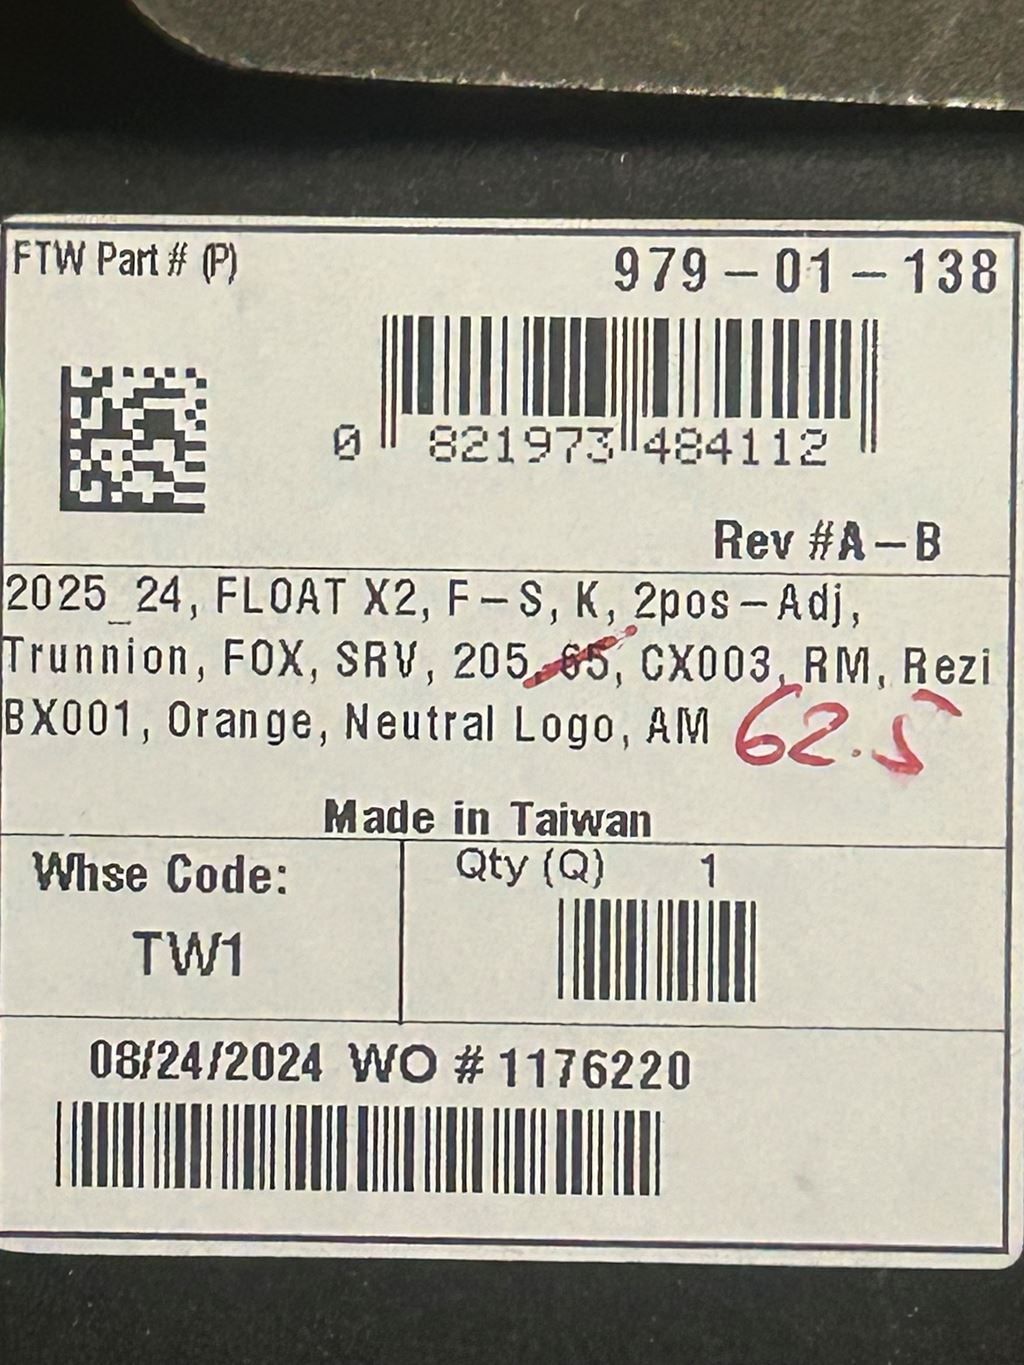 FTW Part # (P)
979-01-138
0 821973 484112
Rev #A-B
2025_24, FLOAT X2, F-S, K, 2pos-Adj,
Trunnion, FOX, SRV, 205, 65, CX003, RM, Rezi
BX001, Orange, Neutral Logo, AM 62.5
Made in Taiwan
Whse Code:
Qty (Q) 1
TW1
08/24/2024 WO # 1176220